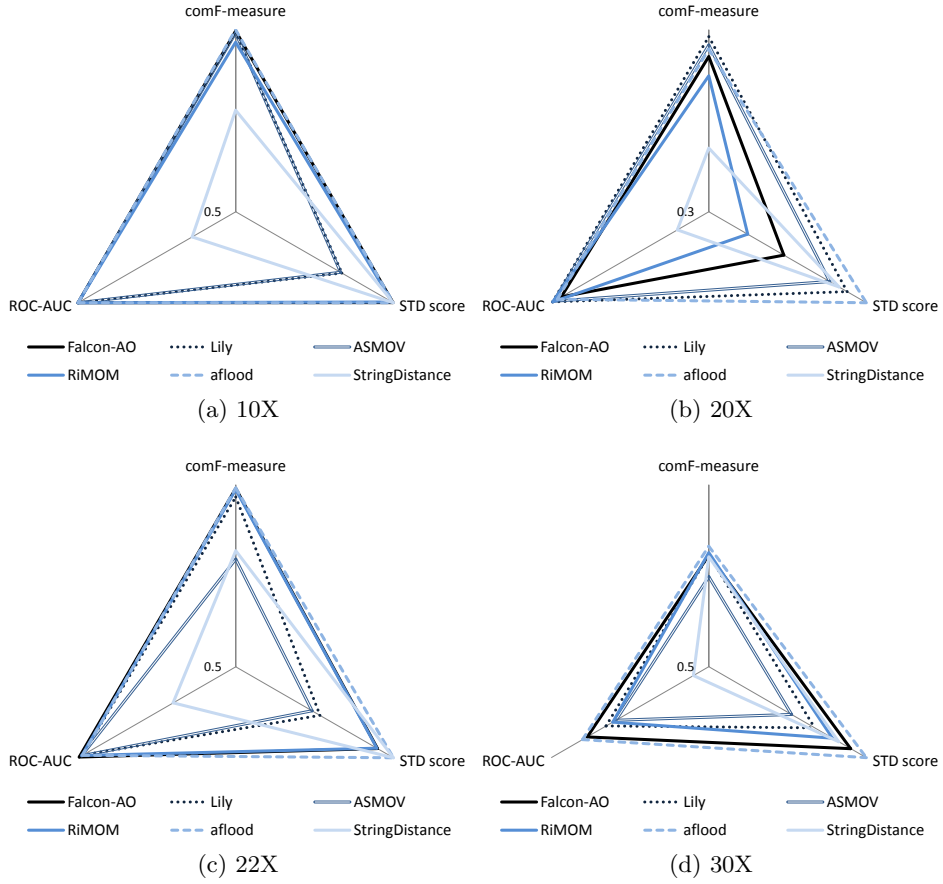 comF-measure comF-measure
0.5 0.3
ROC-AUC STD score ROC-AUC STD score
Falcon-AO Lily ASMOV Falcon-AO Lily ASMOV
RiMOM aflood StringDistance RiMOM aflood StringDistance
(a) 10X (b) 20X
comF-measure comF-measure
0.5 0.5
ROC-AUC STD score ROC-AUC STD score
Falcon-AO Lily ASMOV Falcon-AO Lily ASMOV
RiMOM aflood StringDistance RiMOM aflood StringDistance
(c) 22X (d) 30X